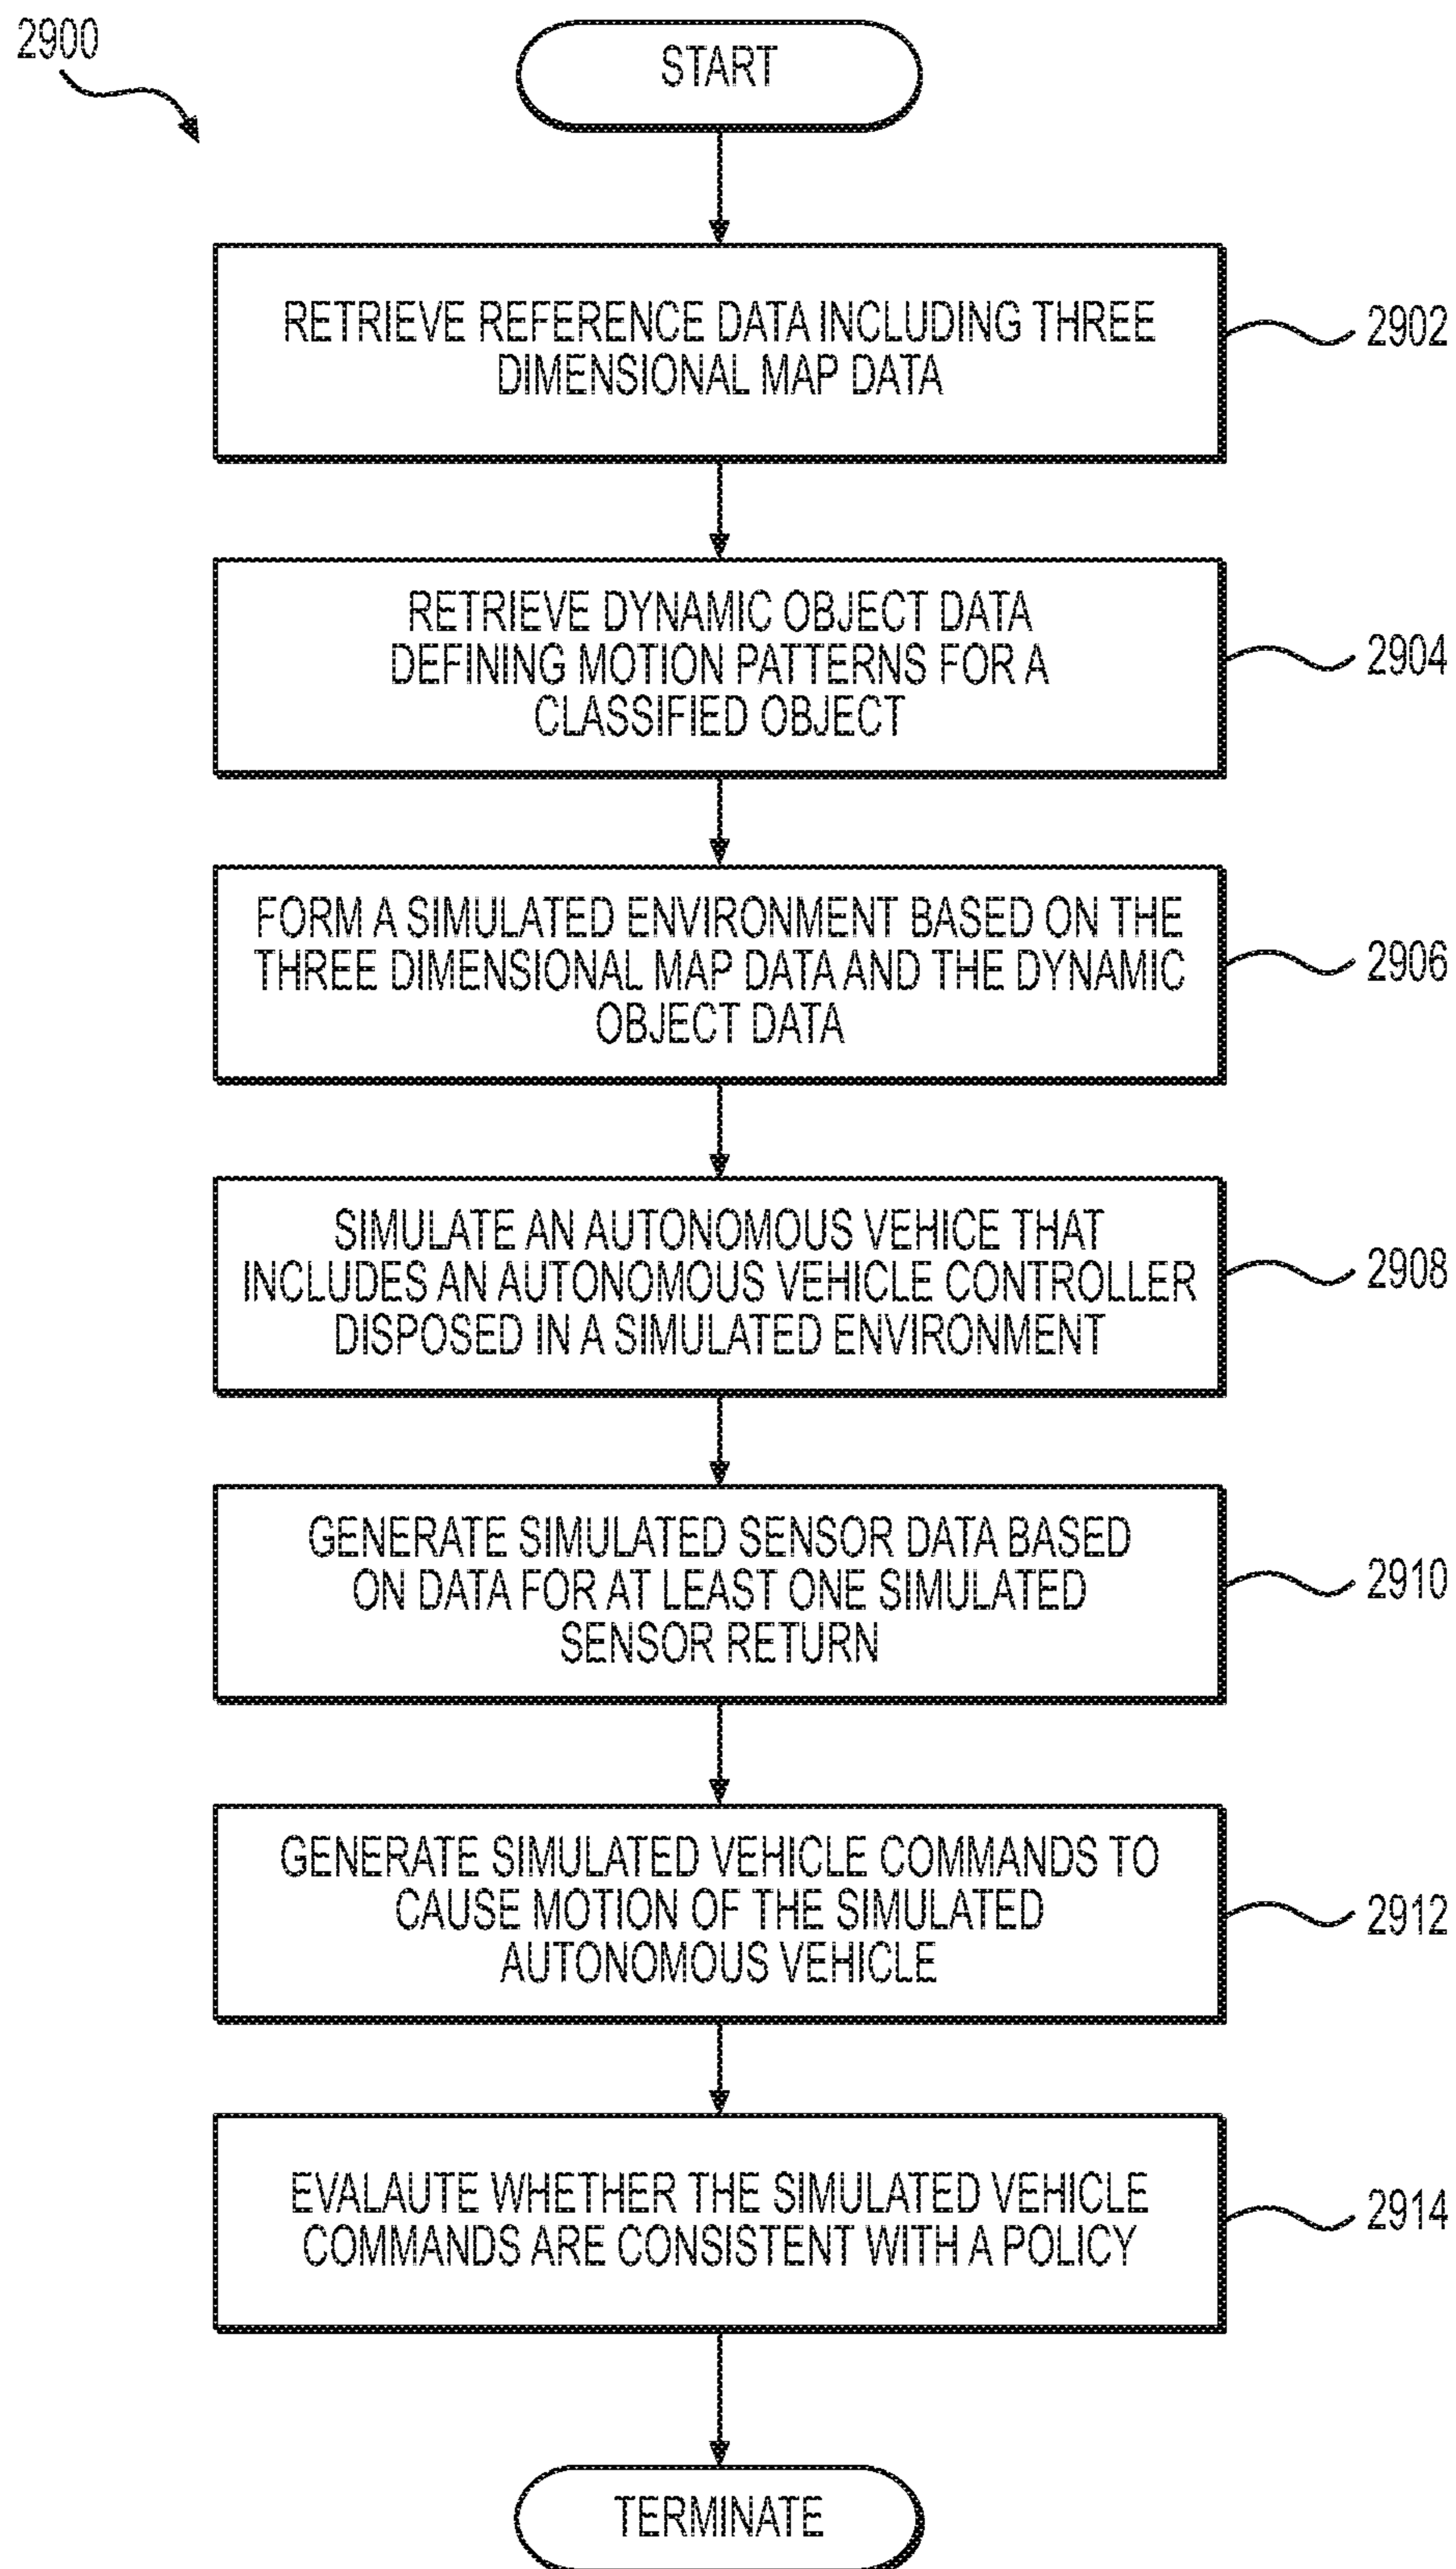 2900
START
RETRIEVE REFERENCE DATA INCLUDING THREE
DIMENSIONAL MAP DATA
2902
RETRIEVE DYNAMIC OBJECT DATA
DEFINING MOTION PATTERNS FOR A
CLASSIFIED OBJECT
2904
FORM A SIMULATED ENVIRONMENT BASED ON THE
THREE DIMENSIONAL MAP DATA AND THE DYNAMIC
OBJECT DATA
2906
SIMULATE AN AUTONOMOUS VEHICE THAT
INCLUDES AN AUTONOMOUS VEHICLE CONTROLLER
DISPOSED IN A SIMULATED ENVIRONMENT
2908
GENERATE SIMULATED SENSOR DATA BASED
ON DATA FOR AT LEAST ONE SIMULATED
SENSOR RETURN
2910
GENERATE SIMULATED VEHICLE COMMANDS TO
CAUSE MOTION OF THE SIMULATED
AUTONOMOUS VEHICLE
2912
EVALAUTE WHETHER THE SIMULATED VEHICLE
COMMANDS ARE CONSISTENT WITH A POLICY
2914
TERMINATE